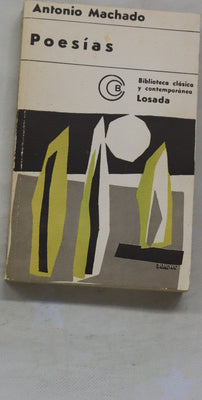 Antonio Machado
Poesías
B
Biblioteca clásica
y contemporánea
Losada